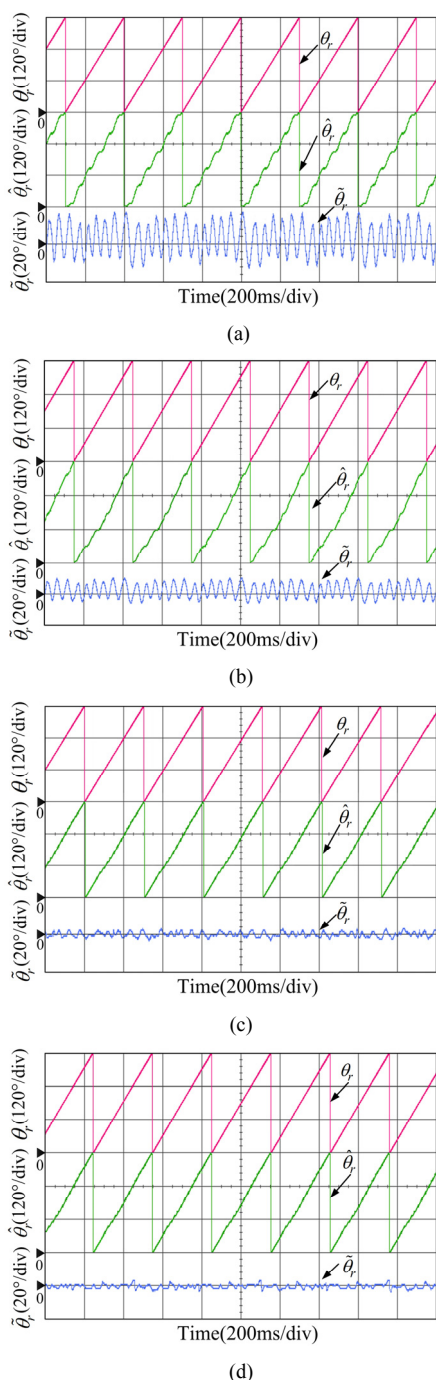 θr(120°/div)
θ̂r(120°/div)
θ̃r(20°/div)
0
0
0
θr
θ̂r
θ̃r
Time(200ms/div)
(a)
θr(120°/div)
θ̂r(120°/div)
θ̃r(20°/div)
0
0
0
θr
θ̂r
θ̃r
Time(200ms/div)
(b)
θr(120°/div)
θ̂r(120°/div)
θ̃r(20°/div)
0
0
0
θr
θ̂r
θ̃r
Time(200ms/div)
(c)
θr(120°/div)
θ̂r(120°/div)
θ̃r(20°/div)
0
0
0
θr
θ̂r
θ̃r
Time(200ms/div)
(d)